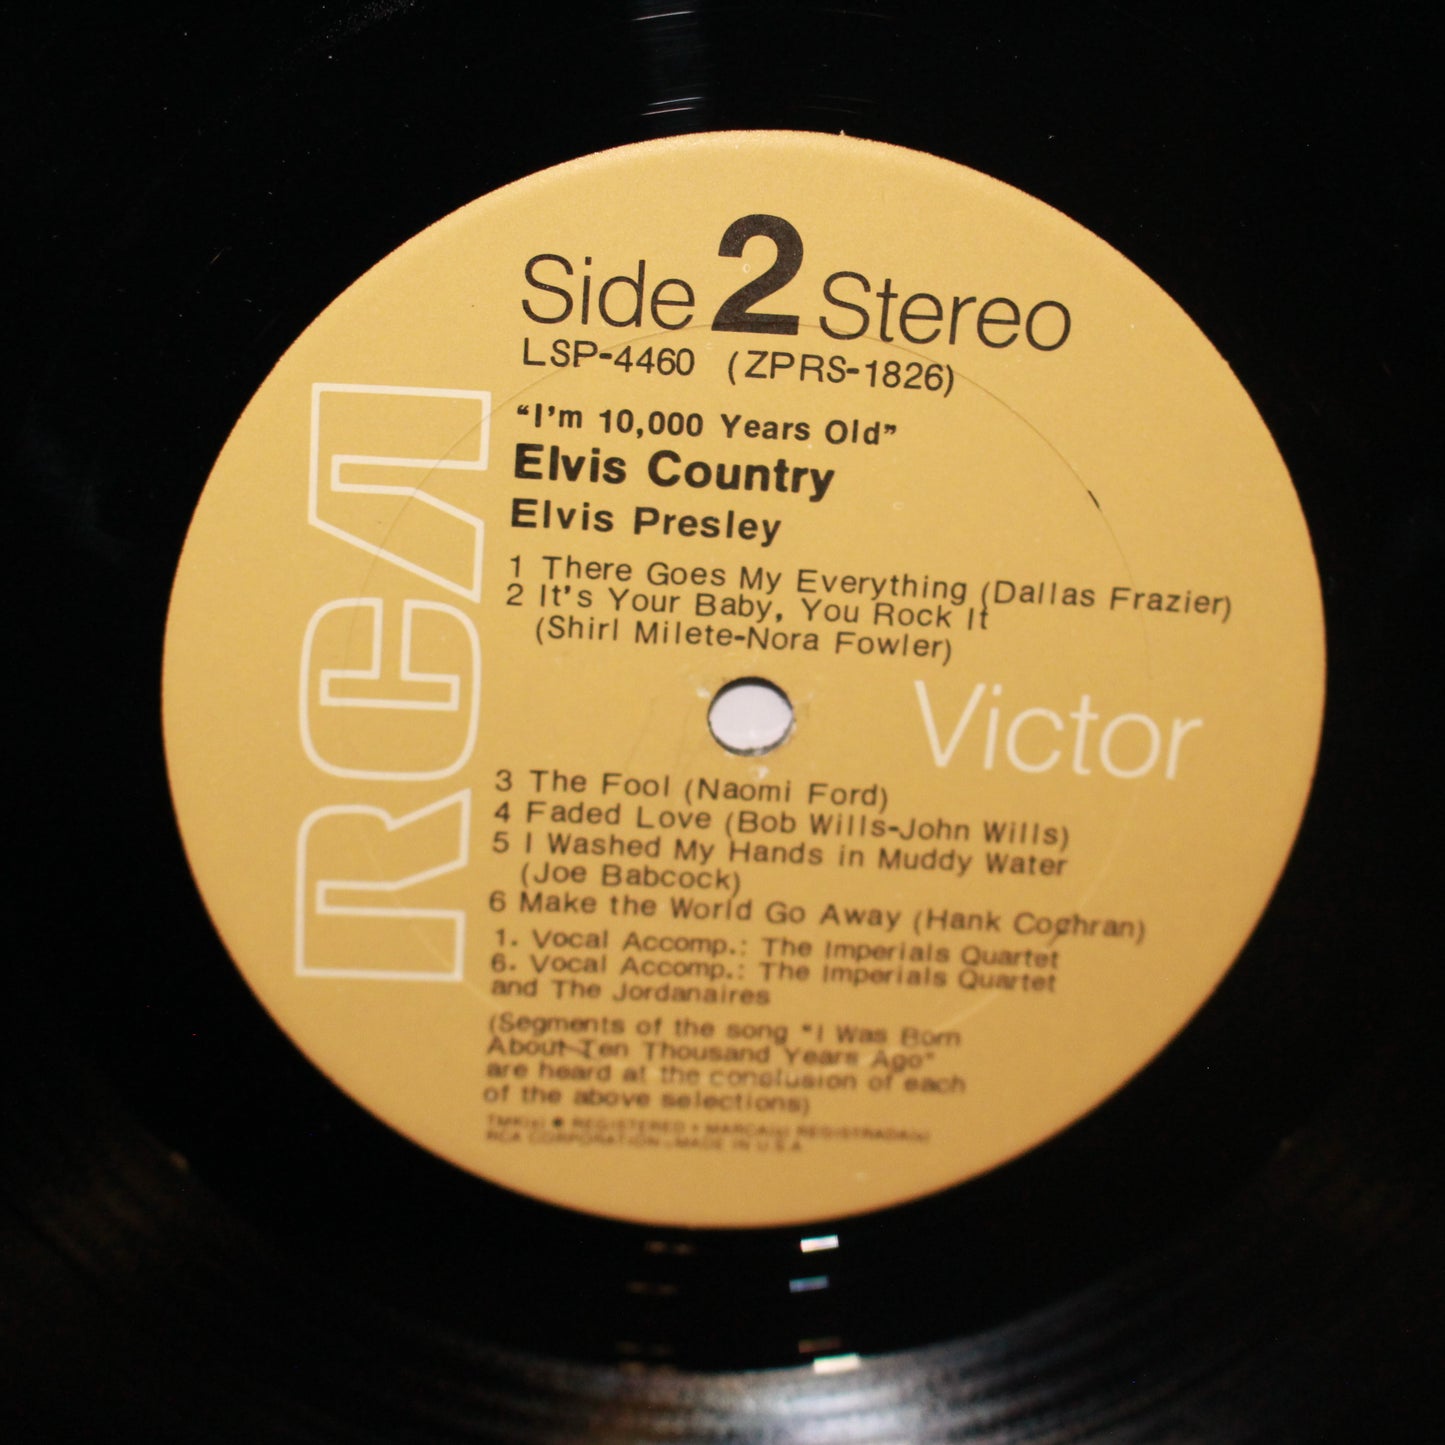 Side 2 Stereo
LSP-4460 (ZPRS-1826)
"I'm 10,000 Years Old"
Elvis Country
Elvis Presley
1 There Goes My Everything (Dallas Frazier)
2 It's Your Baby, You Rock It
(Shirl Milete-Nora Fowler)
RCA
Victor
3 The Fool (Naomi Ford)
4 Faded Love (Bob Wills-John Wills)
5 I Washed My Hands in Muddy Water
(Joe Babcock)
6 Make the World Go Away (Hank Cochran)
1. Vocal Accomp.: The Imperials Quartet
6. Vocal Accomp.: The Imperials Quartet
and The Jordanaires
(Segments of the song "I Was Born
About Ten Thousand Years Ago"
are heard at the conclusion of each
of the above selections)
TMK(s) ® REGISTERED • MARCA(s) REGISTRADA(s)
RCA CORPORATION-MADE IN U.S.A.